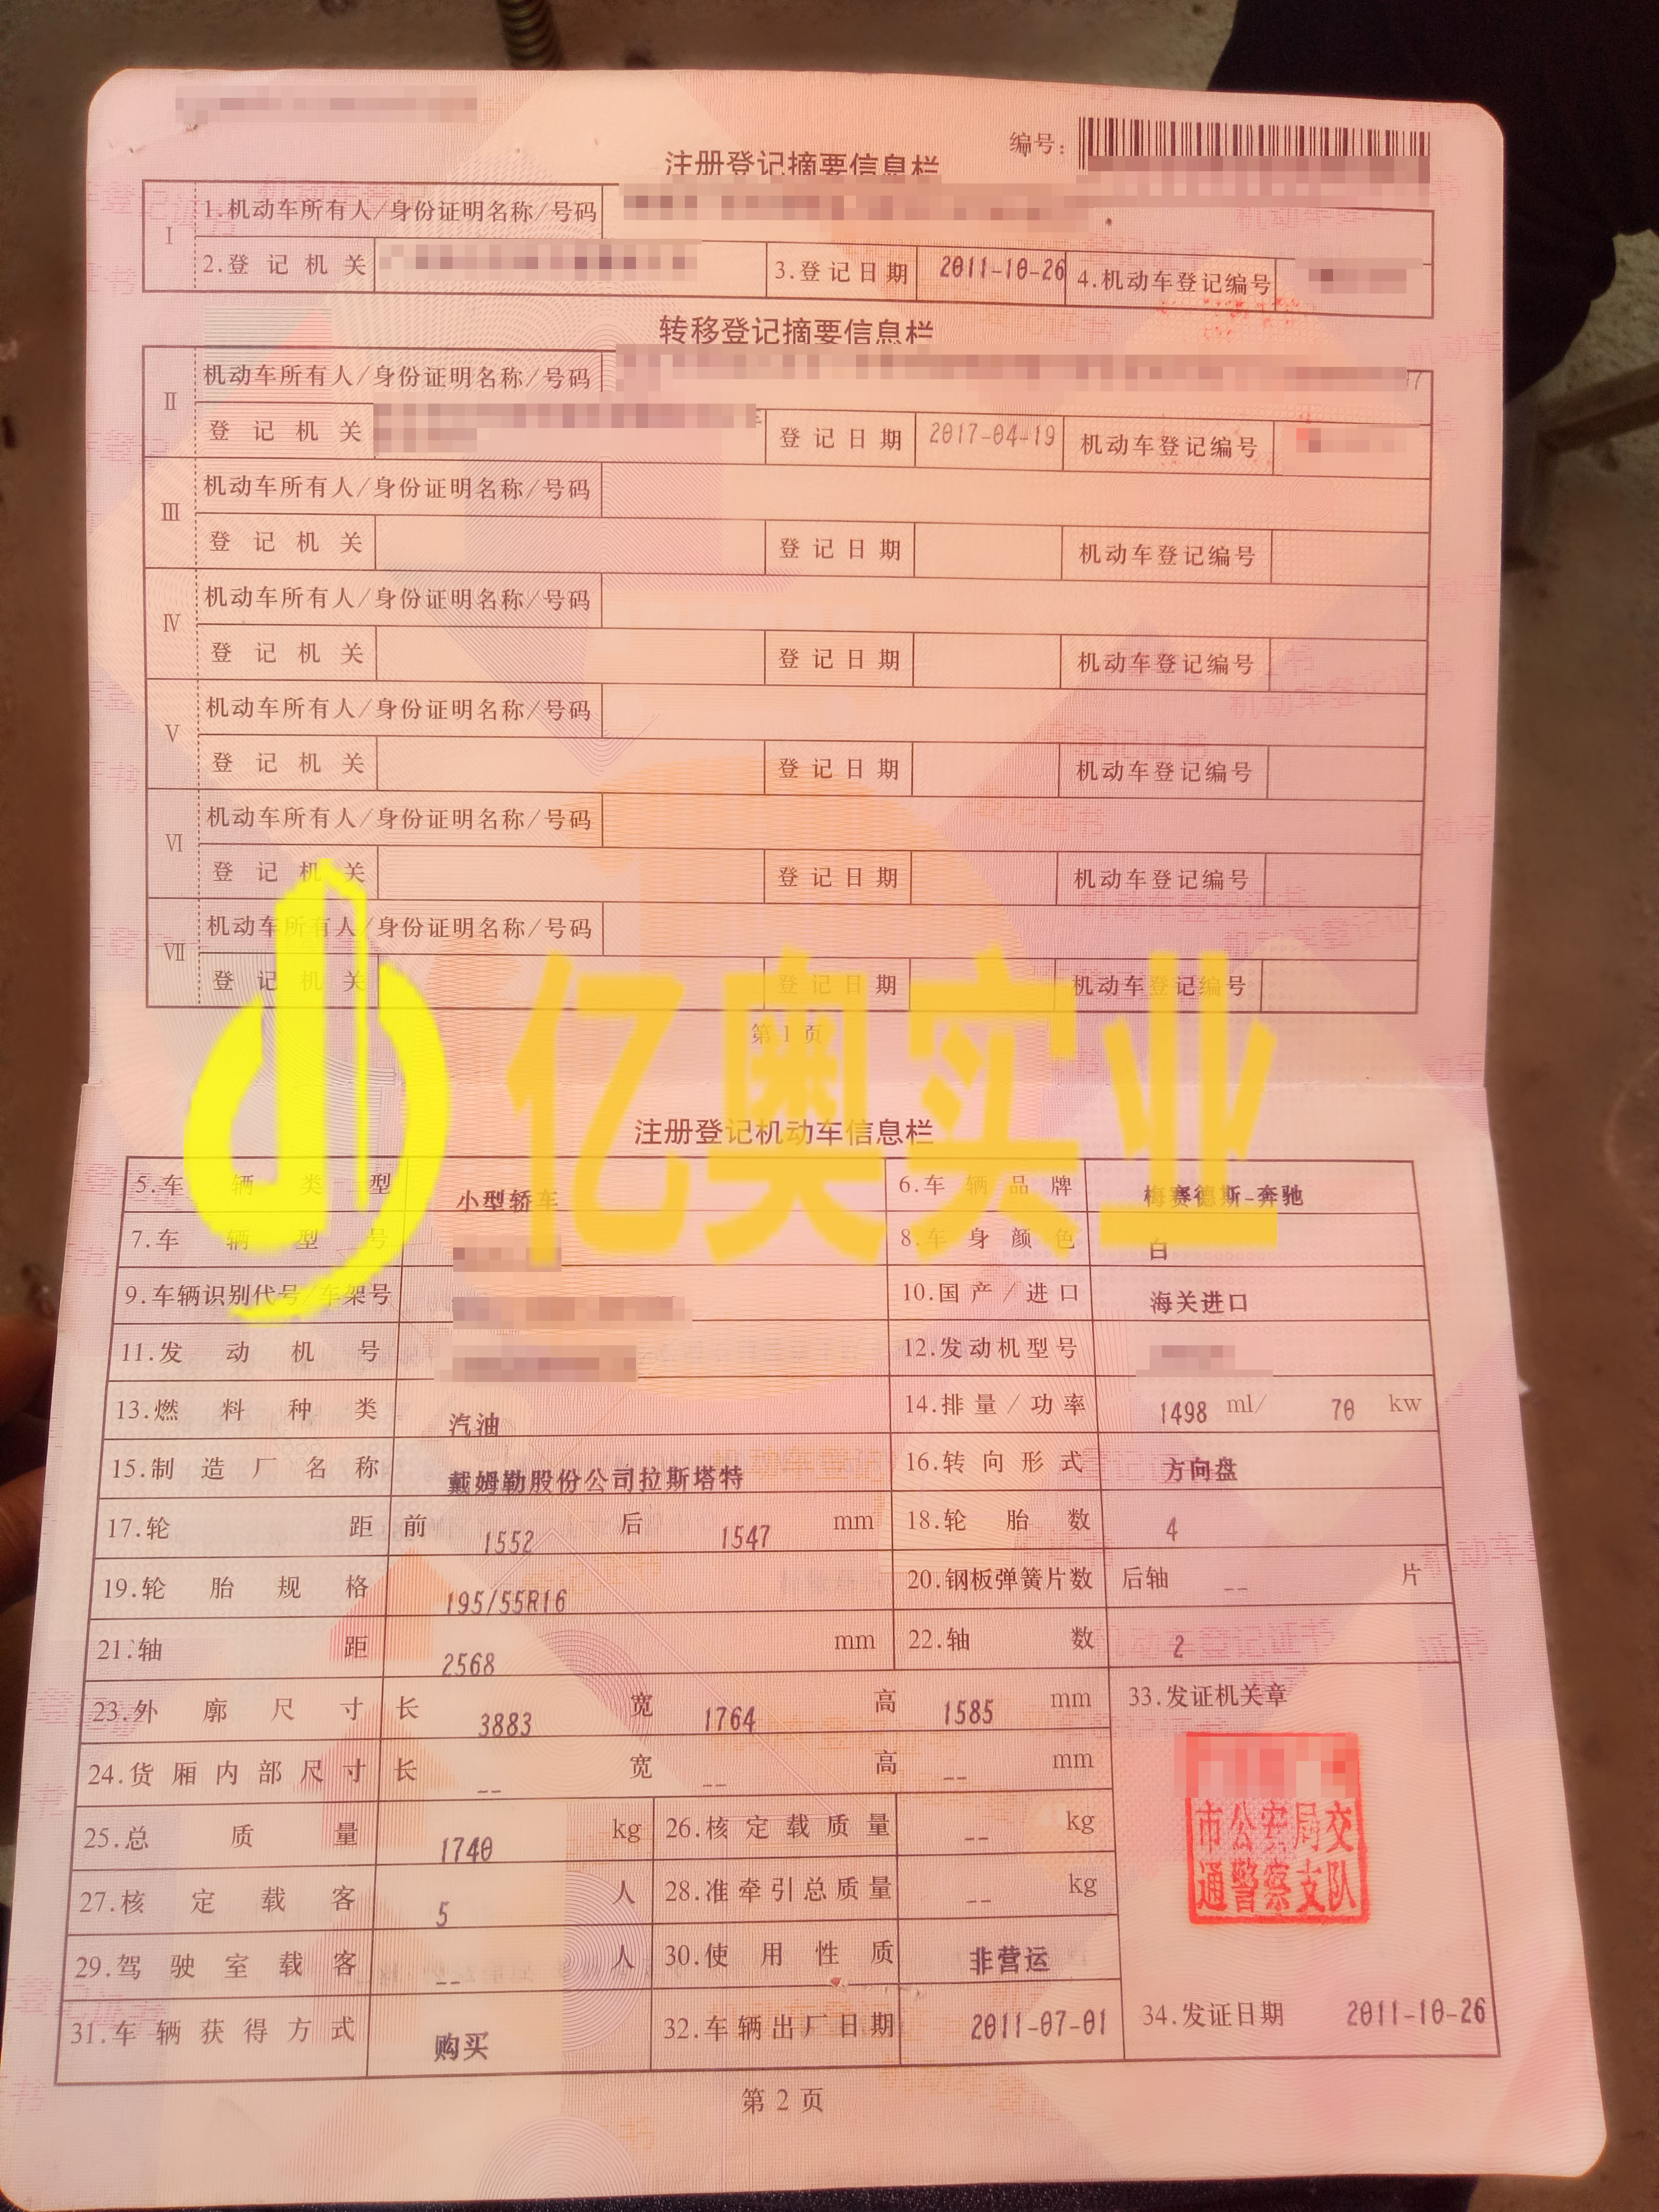 编号：
注册登记摘要信息栏
I 1.机动车所有人/身份证明名称/号码
2.登记机关 3.登记日期 2011-10-26 4.机动车登记编号
转移登记摘要信息栏
II 机动车所有人/身份证明名称/号码
登记机关 登记日期 2017-04-19 机动车登记编号
III 机动车所有人/身份证明名称/号码
登记机关 登记日期 机动车登记编号
IV 机动车所有人/身份证明名称/号码
登记机关 登记日期 机动车登记编号
V 机动车所有人/身份证明名称/号码
登记机关 登记日期 机动车登记编号
VI 机动车所有人/身份证明名称/号码
登记机关 登记日期 机动车登记编号
VII 机动车所有人/身份证明名称/号码
登记机关 登记日期 机动车登记编号
第1页
亿奥实业
注册登记机动车信息栏
5.车辆类型 小型轿车 6.车辆品牌 梅赛德斯-奔驰
7.车辆型号 8.车身颜色 白
9.车辆识别代号/车架号 10.国产/进口 海关进口
11.发动机号 12.发动机型号
13.燃料种类 汽油 14.排量/功率 1498 ml/ 70 kw
15.制造厂名称 戴姆勒股份公司拉斯塔特 16.转向形式 方向盘
17.轮距 前 1552 后 1547 mm 18.轮胎数 4
19.轮胎规格 195/55R16 20.钢板弹簧片数 后轴 -- 片
21.轴距 2568 mm 22.轴数 2
23.外廓尺寸 长 3883 宽 1764 高 1585 mm 33.发证机关章
24.货厢内部尺寸 长 -- 宽 -- 高 -- mm
25.总质量 1740 kg 26.核定载质量 -- kg
市公安局交
通警察支队
27.核定载客 5 人 28.准牵引总质量 -- kg
29.驾驶室载客 -- 人 30.使用性质 非营运
31.车辆获得方式 购买 32.车辆出厂日期 2011-07-01 34.发证日期 2011-10-26
第2页